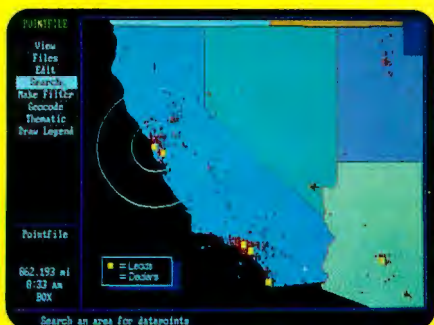 POINTFILE
View
Files
Edit
Search
Make Filter
Geocode
Thematic
Draw Legend
PointFile
862.193 mi
8:33 am
BOX
= Leads
= Dealers
Search an area for datapoints